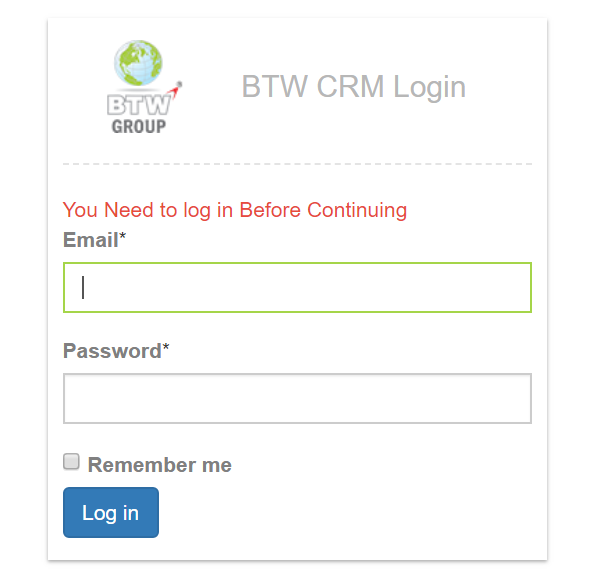 BTW
GROUP
BTW CRM Login
You Need to log in Before Continuing
Email*
Password*
Remember me
Log in